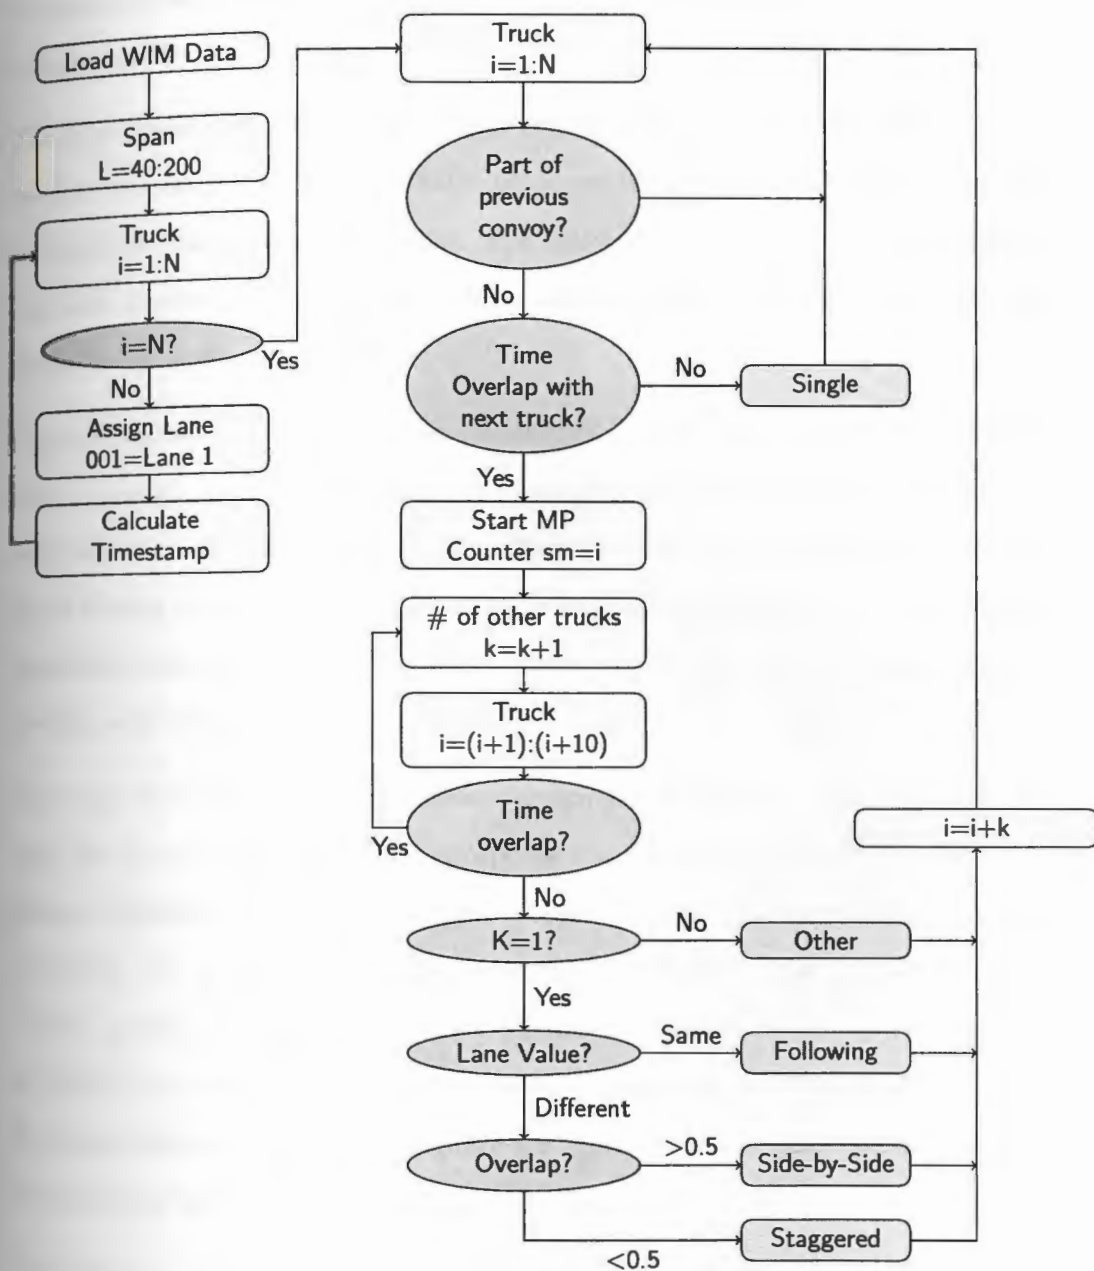 Load WIM Data
Span
L=40:200
Truck
i=1:N
i=N?
Yes
No
Assign Lane
001=Lane 1
Calculate
Timestamp
Truck
i=1:N
Part of
previous
convoy?
No
Time
Overlap with
next truck?
No
Single
Yes
Start MP
Counter sm=i
# of other trucks
k=k+1
Truck
i=(i+1):(i+10)
Time
overlap?
Yes
i=i+k
No
K=1?
No
Other
Yes
Lane Value?
Same
Following
Different
Overlap?
>0.5
Side-by-Side
<0.5
Staggered